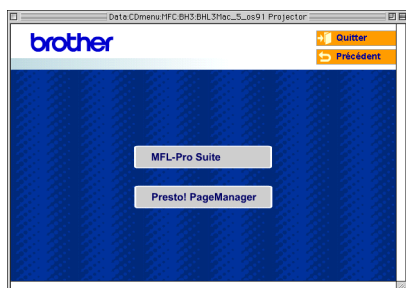 Data:CDmenu:MFC:BH3:BHL3Mac_5_os91 Projector
brother
Quitter
Précédent
MFL-Pro Suite
Presto! PageManager